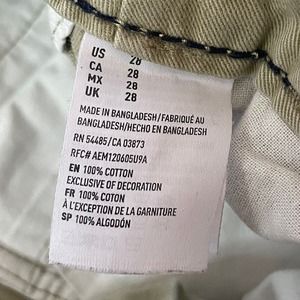 US 28
CA 28
MX 28
UK 28
MADE IN BANGLADESH/FABRIQUÉ AU
BANGLADESH/HECHO EN BANGLADESH
RN 54485/CA 03873
RFC# AEM120605U9A
EN 100% COTTON
EXCLUSIVE OF DECORATION
FR 100% COTON
À L'EXCEPTION DE LA GARNITURE
SP 100% ALGODÓN